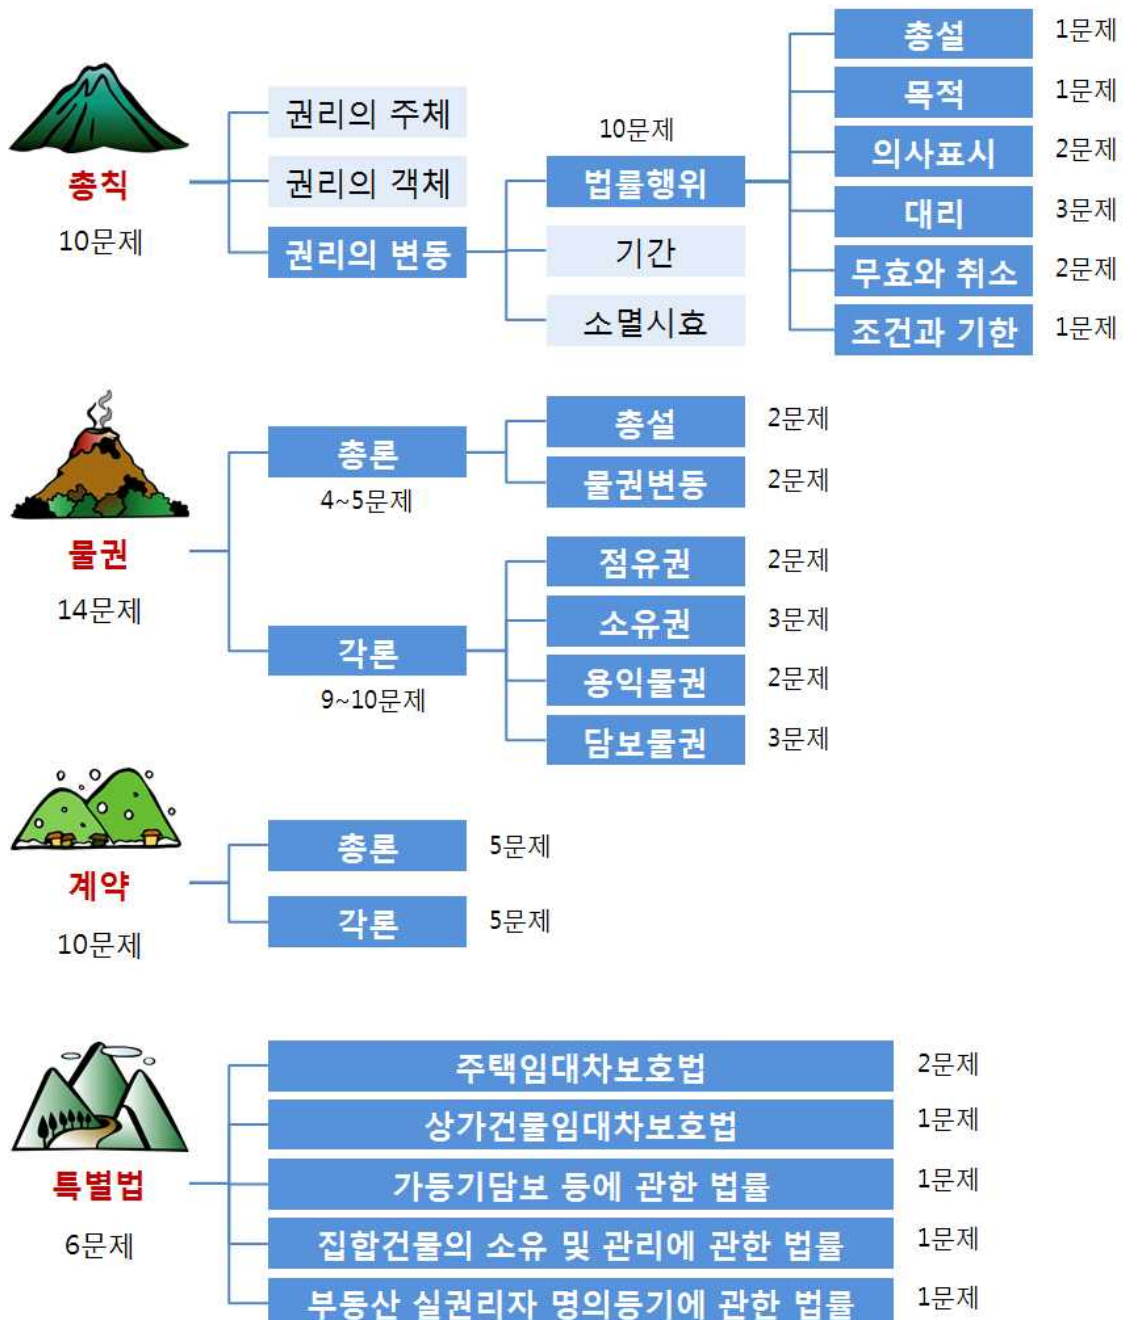 총칙
10문제
권리의 주체
권리의 객체
권리의 변동
10문제
법률행위
기간
소멸시효
총설 1문제
목적 1문제
의사표시 2문제
대리 3문제
무효와 취소 2문제
조건과 기한 1문제
물권
14문제
총론
4~5문제
총설 2문제
물권변동 2문제
각론
9~10문제
점유권 2문제
소유권 3문제
용익물권 2문제
담보물권 3문제
계약
10문제
총론 5문제
각론 5문제
특별법
6문제
주택임대차보호법 2문제
상가건물임대차보호법 1문제
가등기담보 등에 관한 법률 1문제
집합건물의 소유 및 관리에 관한 법률 1문제
부동산 실권리자 명의등기에 관한 법률 1문제